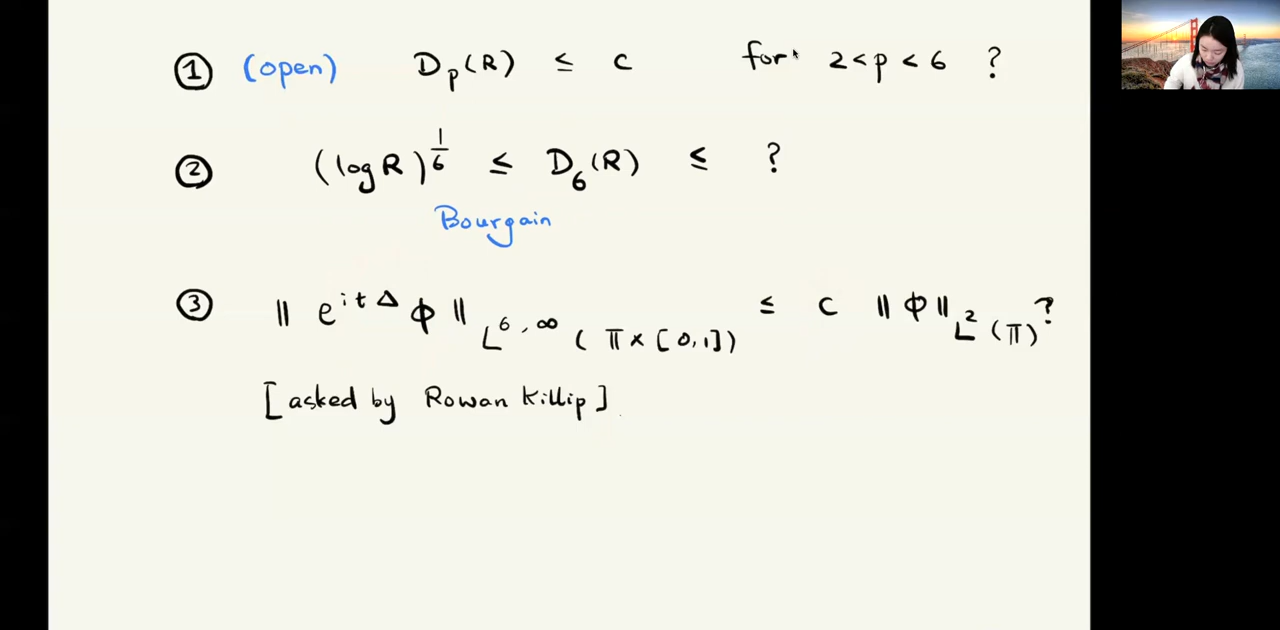 ① (open) D_p(R) ≤ C for 2<p<6 ?
② (log R)^{1/6} ≤ D_6(R) ≤ ?
Bourgain
③ ‖ e^{itΔ} ϕ ‖_{L^{6,∞}(𝕋×[0,1])} ≤ C ‖ϕ‖_{L^2(𝕋)} ?
[asked by Rowan Killip]